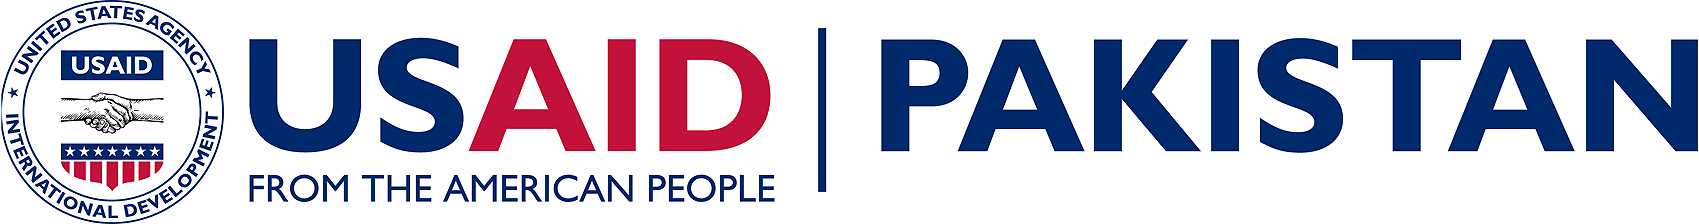 UNITED STATES AGENCY
INTERNATIONAL DEVELOPMENT
USAID
USAID
FROM THE AMERICAN PEOPLE
PAKISTAN